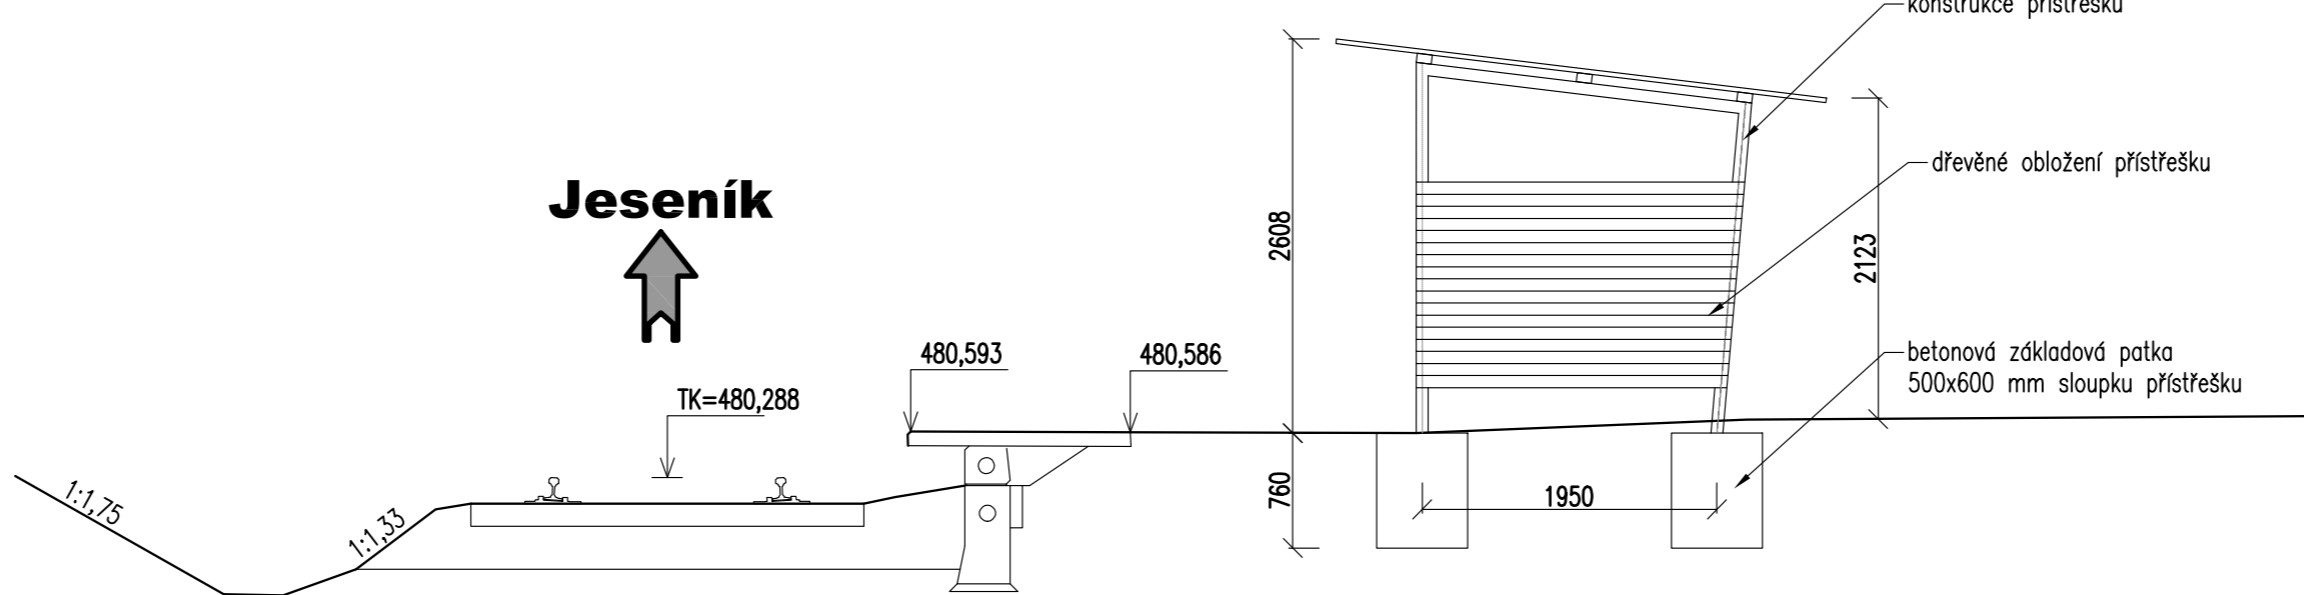 konstrukce přístřešku
Jeseník
dřevěné obložení přístřešku
2608
2123
480,593
480,586
betonová základová patka
500x600 mm sloupku přístřešku
TK=480,288
1:1,75
1:1,33
760
1950